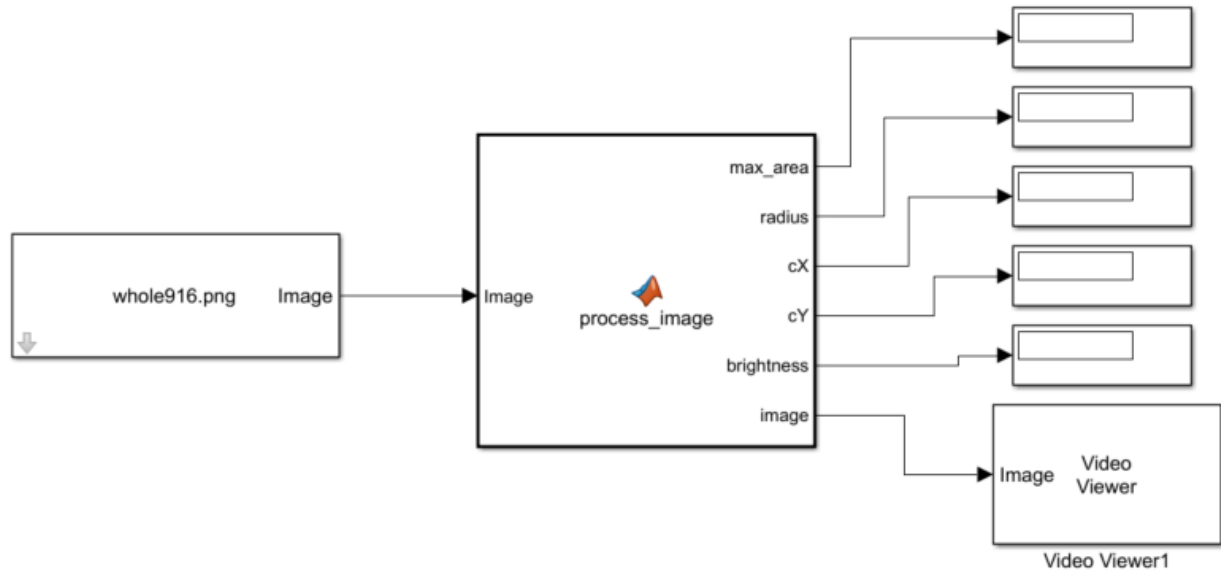 whole916.png
Image
Image
process_image
max_area
radius
cX
cY
brightness
image
Image
Video
Viewer
Video Viewer1